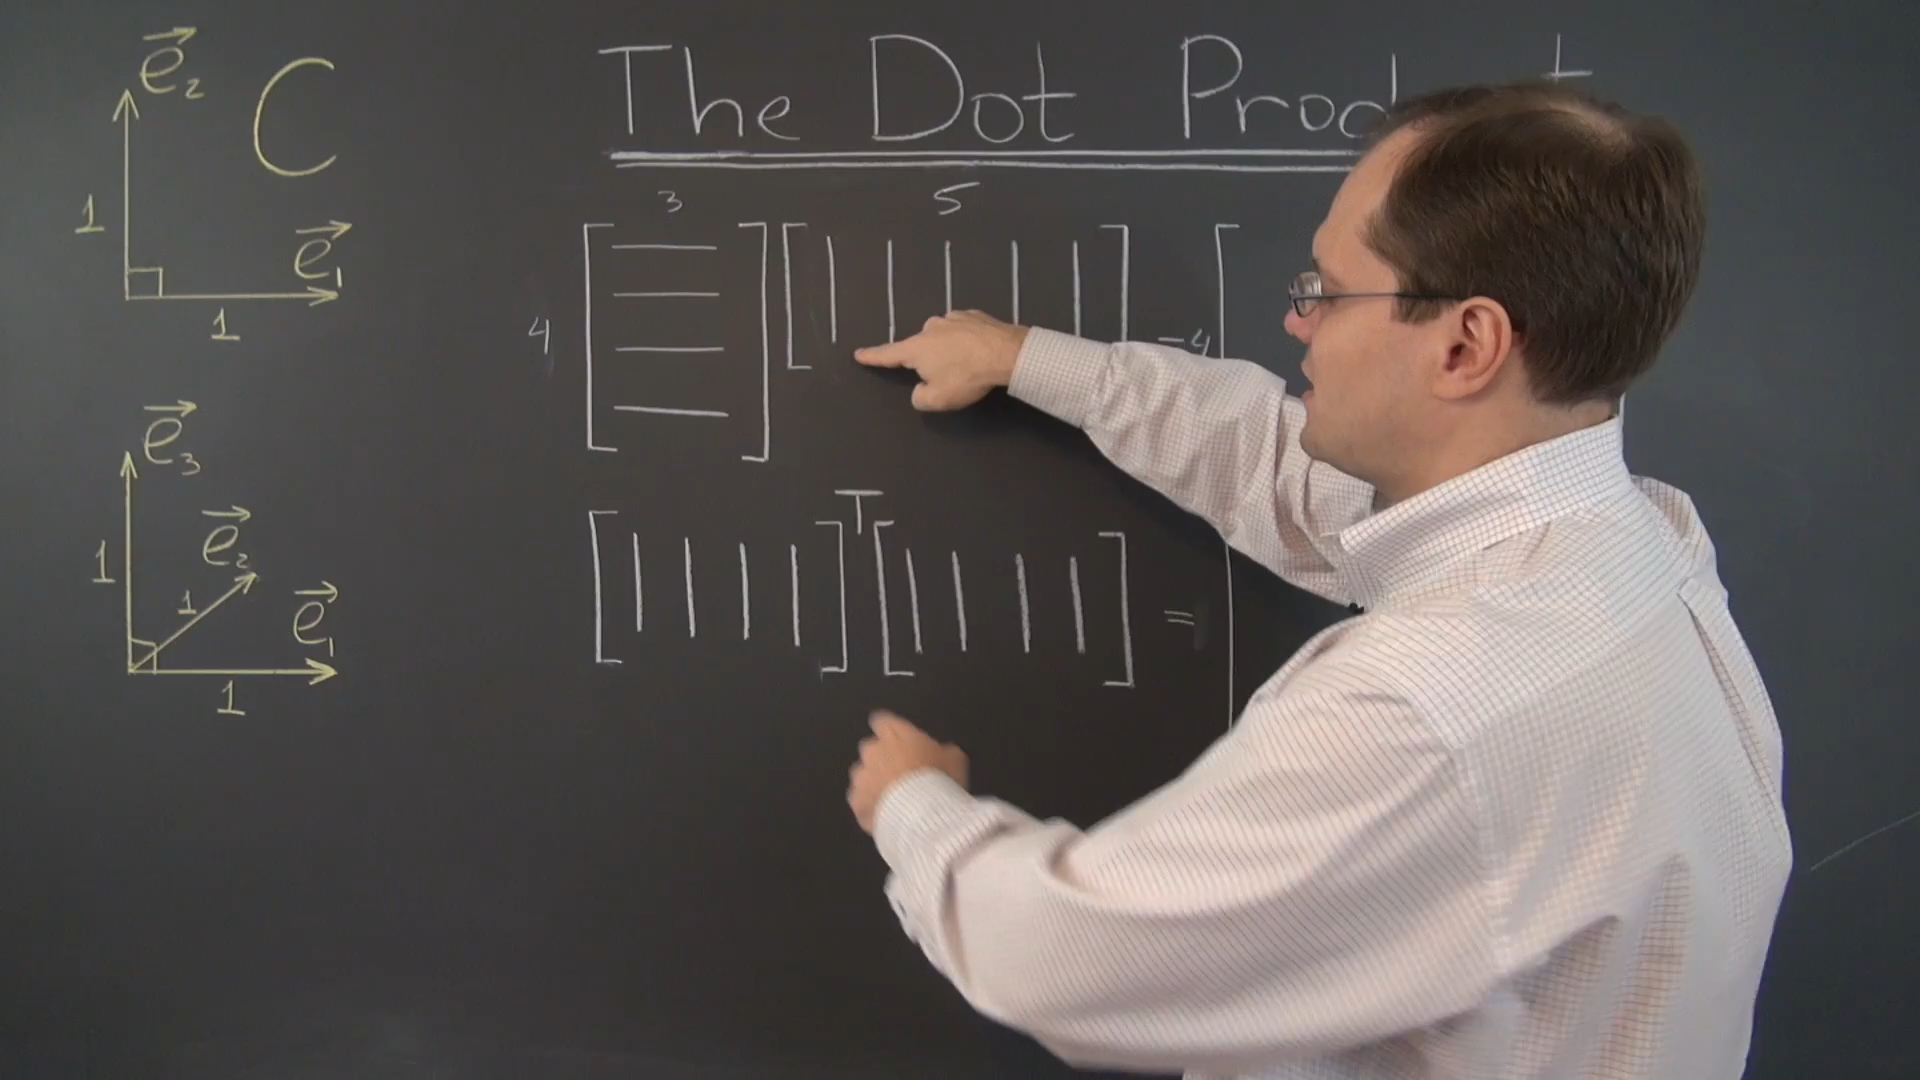 The Dot Prod t
e₂
C
1
e₁
1
3
5
4
= 4
e₃
e₂
1
1
e₁
1
T
=